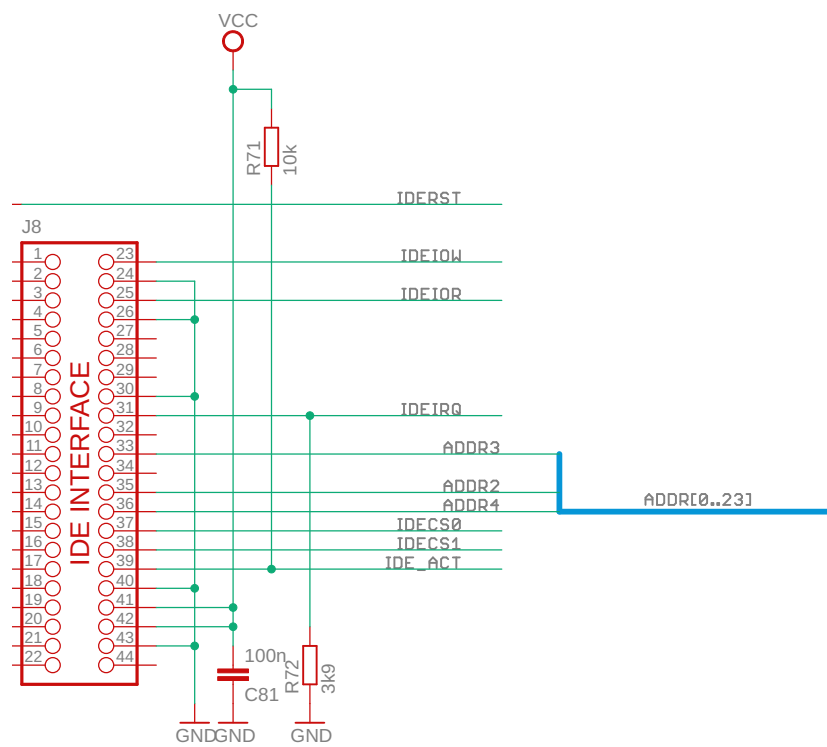 VCC
R71
10k
IDERST
J8
1 23 IDEIOW
2 24
3 25 IDEIOR
4 26
5 27
6 28
7 29
8 30
9 31 IDEIRQ
10 32
11 33 ADDR3
12 34
13 35 ADDR2
ADDR[0..23]
14 36 ADDR4
15 37 IDECS0
16 38 IDECS1
17 39 IDE_ACT
18 40
19 41
20 42
21 43
22 44
IDE INTERFACE
100n
C81
R72
3k9
GND
GND
GND